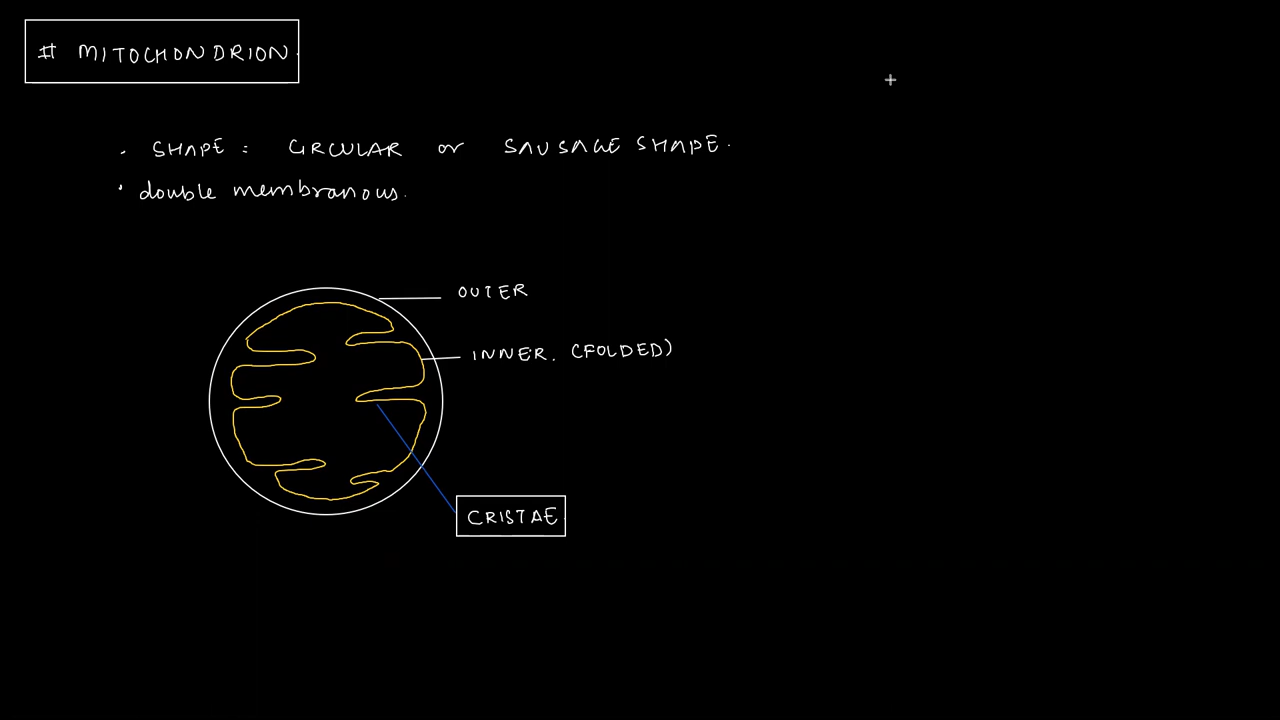 # MITOCHONDRION
. SHAPE : CIRCULAR or SAUSAGE SHAPE.
• double membranous.
OUTER
INNER. (FOLDED)
CRISTAE